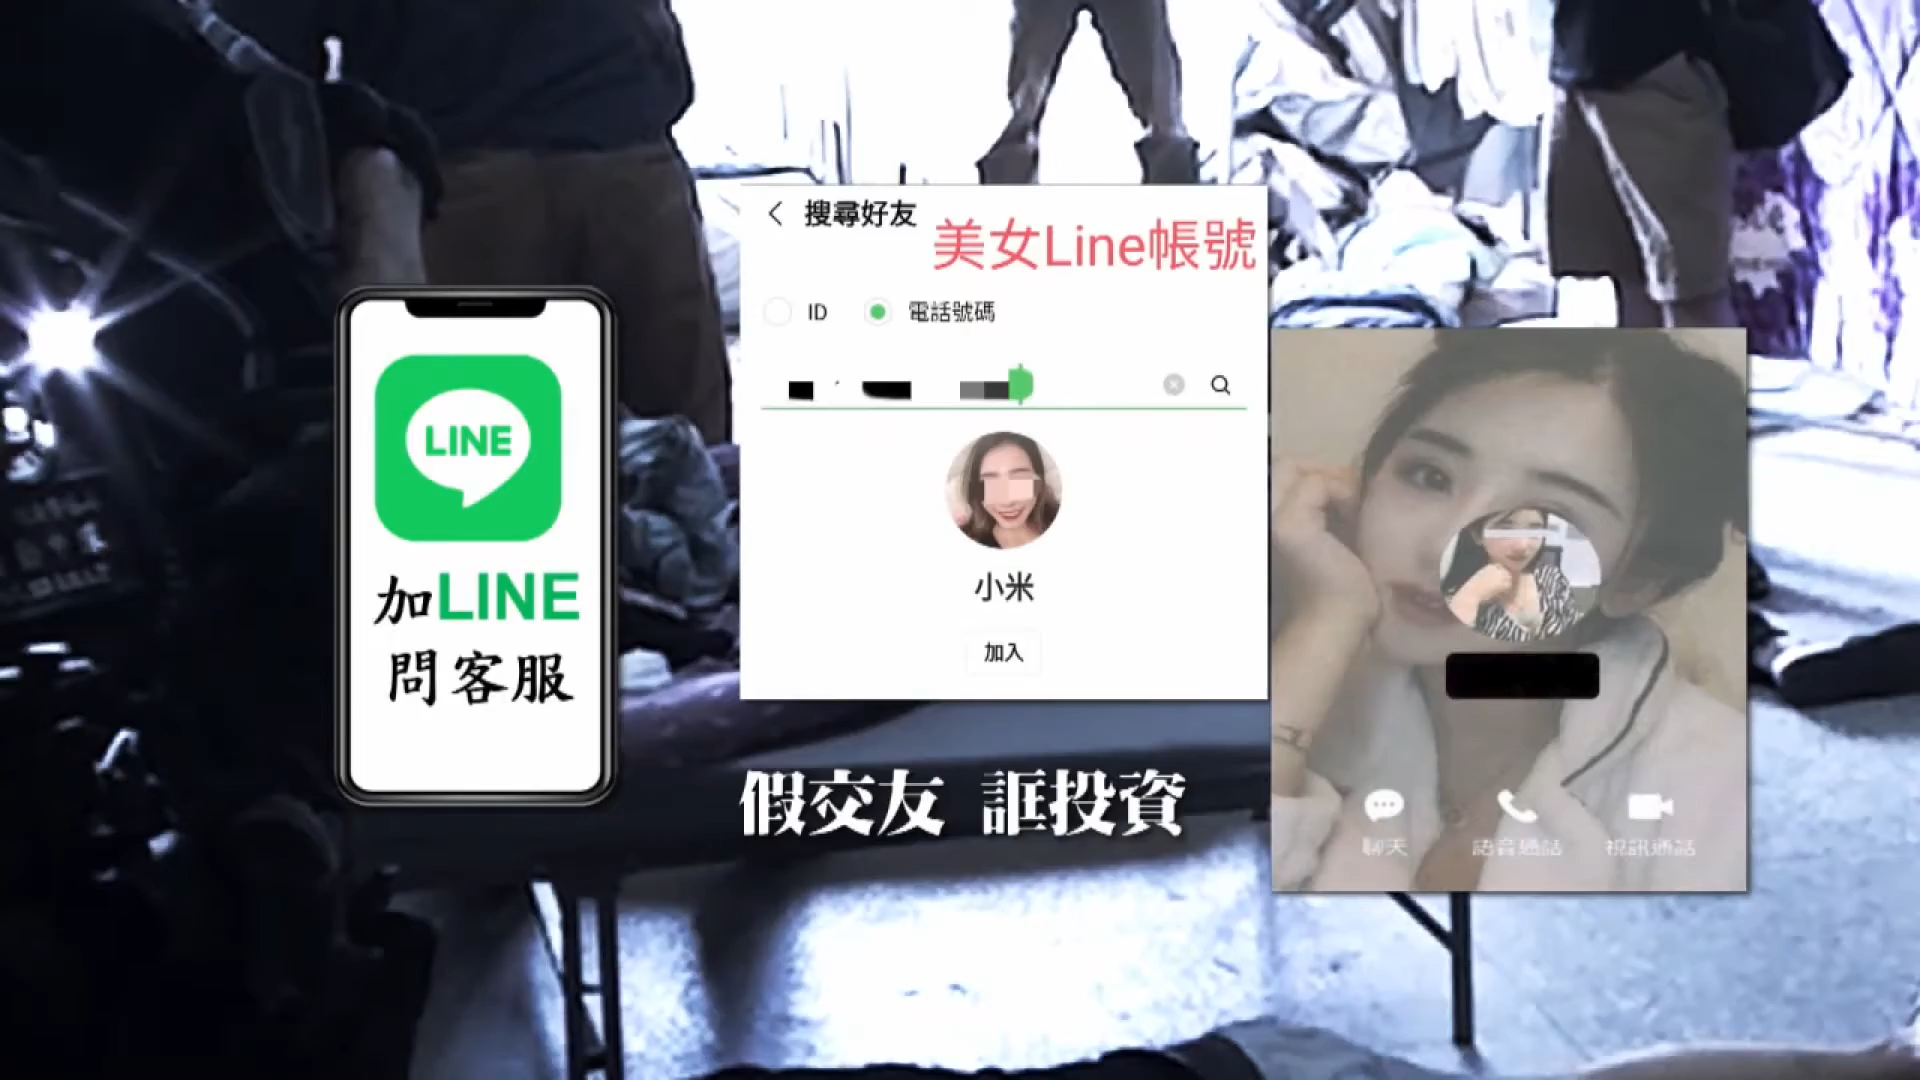 LINE
加LINE
問客服
搜尋好友
美女Line帳號
ID
電話號碼
小米
加入
假交友 誆投資
聊天
語音通話
視訊通話